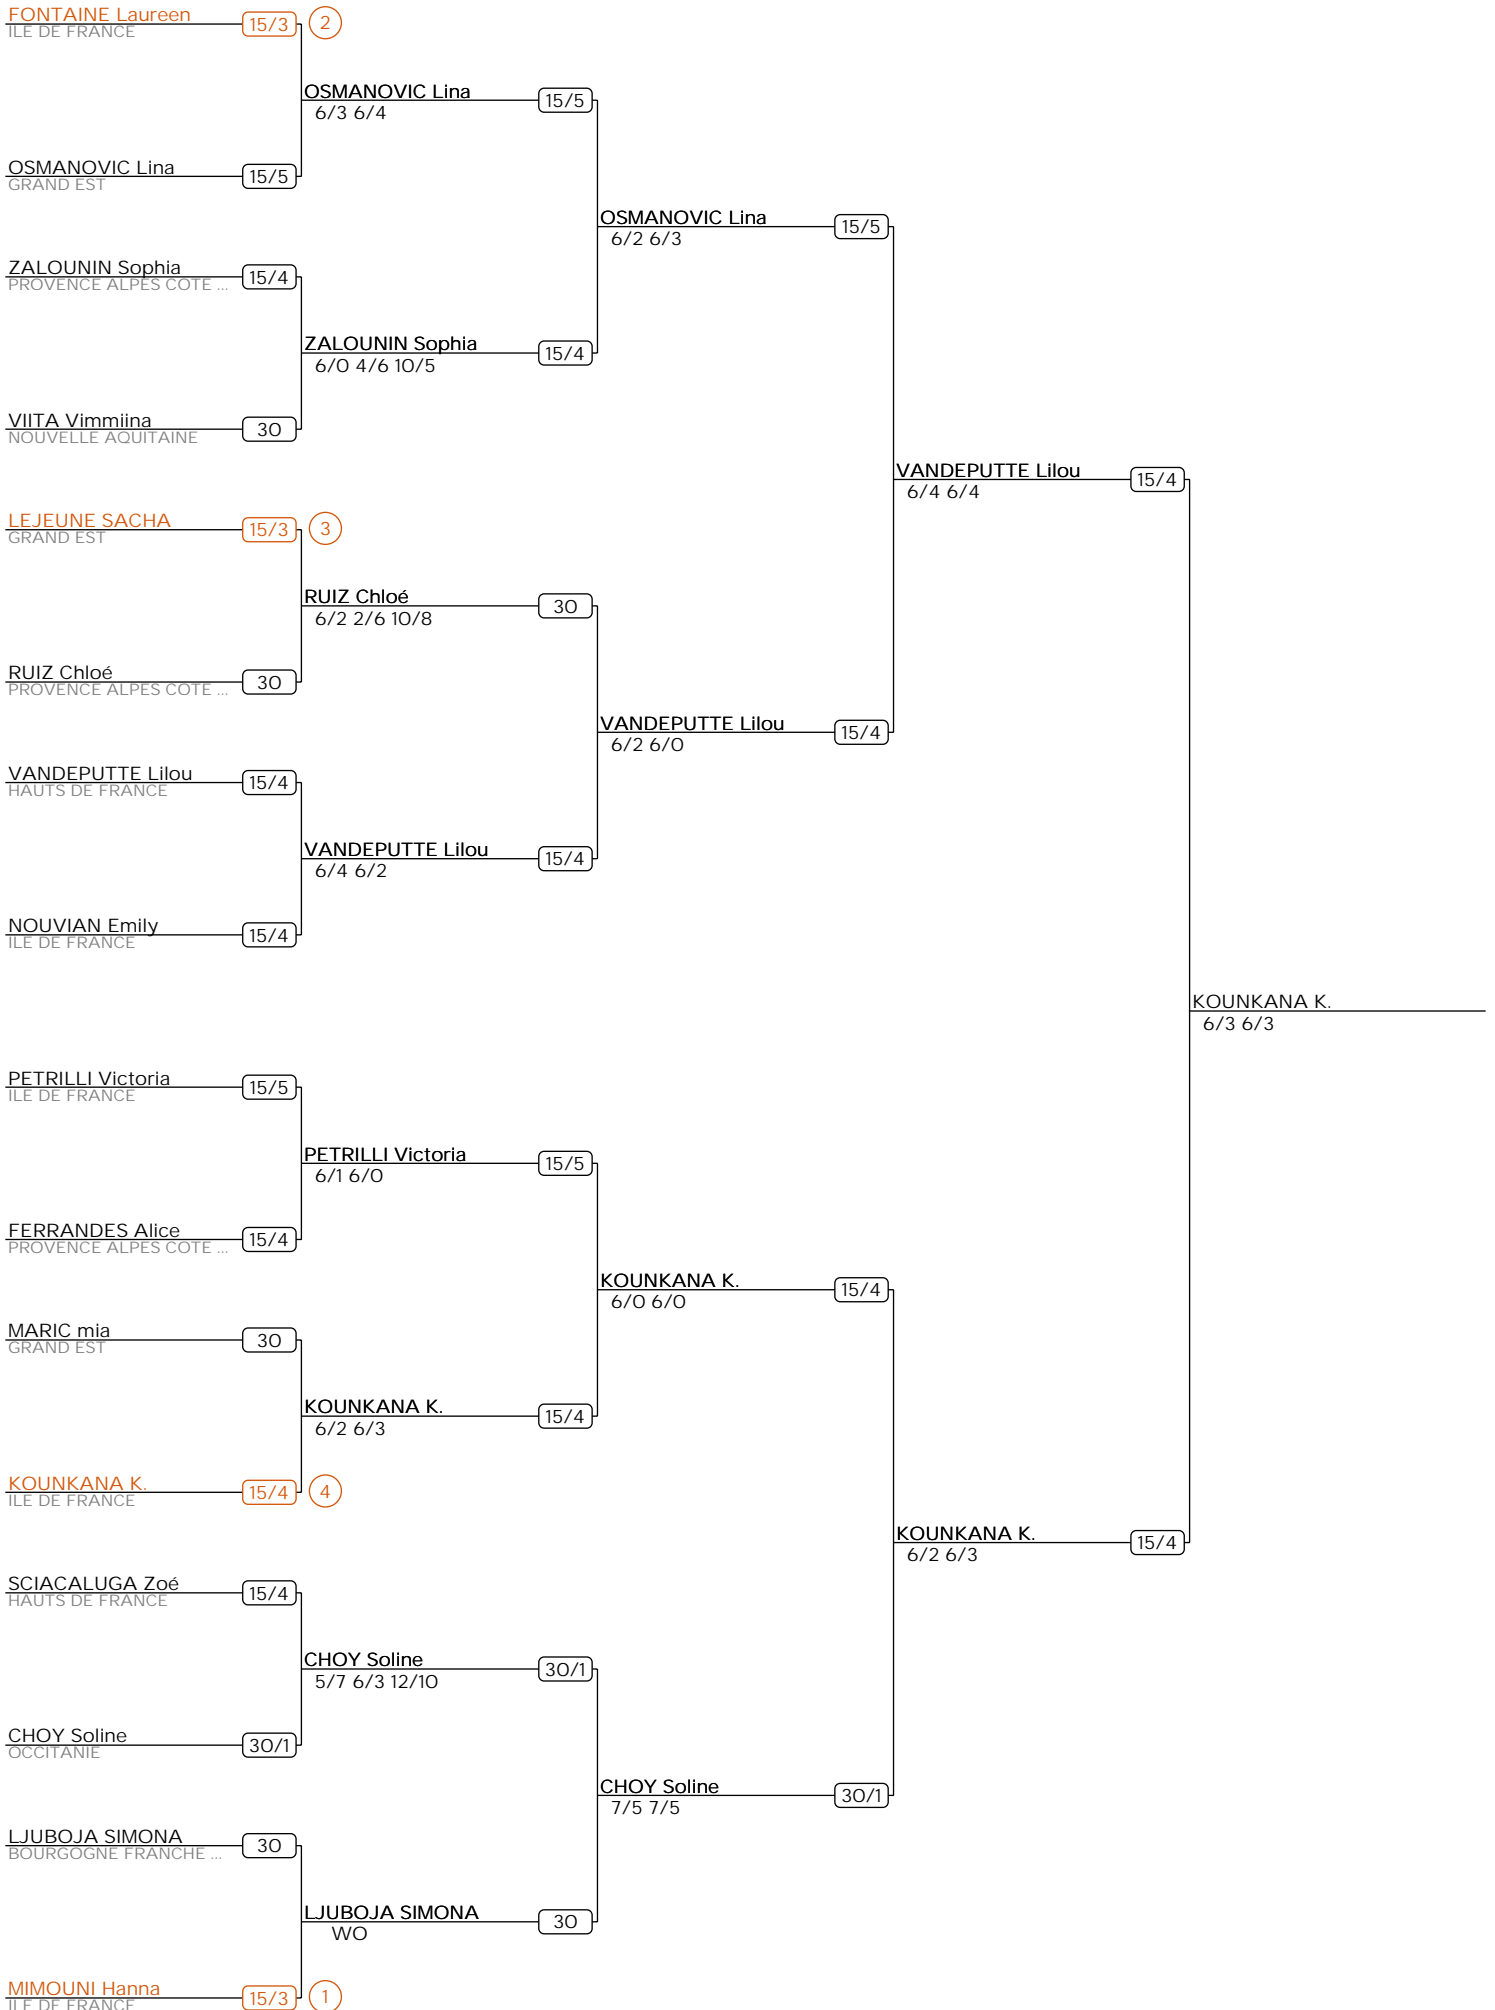 FONTAINE Laureen
ILE DE FRANCE
15/3
2
OSMANOVIC Lina
6/3 6/4
15/5
OSMANOVIC Lina
GRAND EST
15/5
OSMANOVIC Lina
6/2 6/3
15/5
ZALOUNIN Sophia
PROVENCE ALPES COTE ...
15/4
ZALOUNIN Sophia
6/0 4/6 10/5
15/4
VIITA Vimmiina
NOUVELLE AQUITAINE
30
VANDEPUTTE Lilou
6/4 6/4
15/4
LEJEUNE SACHA
GRAND EST
15/3
3
RUIZ Chloé
6/2 2/6 10/8
30
RUIZ Chloé
PROVENCE ALPES COTE ...
30
VANDEPUTTE Lilou
6/2 6/0
15/4
VANDEPUTTE Lilou
HAUTS DE FRANCE
15/4
VANDEPUTTE Lilou
6/4 6/2
15/4
NOUVIAN Emily
ILE DE FRANCE
15/4
KOUNKANA K.
6/3 6/3
PETRILLI Victoria
ILE DE FRANCE
15/5
PETRILLI Victoria
6/1 6/0
15/5
FERRANDES Alice
PROVENCE ALPES COTE ...
15/4
KOUNKANA K.
6/0 6/0
15/4
MARIC mia
GRAND EST
30
KOUNKANA K.
6/2 6/3
15/4
KOUNKANA K.
ILE DE FRANCE
15/4
4
KOUNKANA K.
6/2 6/3
15/4
SCIACALUGA Zoé
HAUTS DE FRANCE
15/4
CHOY Soline
5/7 6/3 12/10
30/1
CHOY Soline
OCCITANIE
30/1
CHOY Soline
7/5 7/5
30/1
LJUBOJA SIMONA
BOURGOGNE FRANCHE ...
30
LJUBOJA SIMONA
WO
30
MIMOUNI Hanna
ILE DE FRANCE
15/3
1